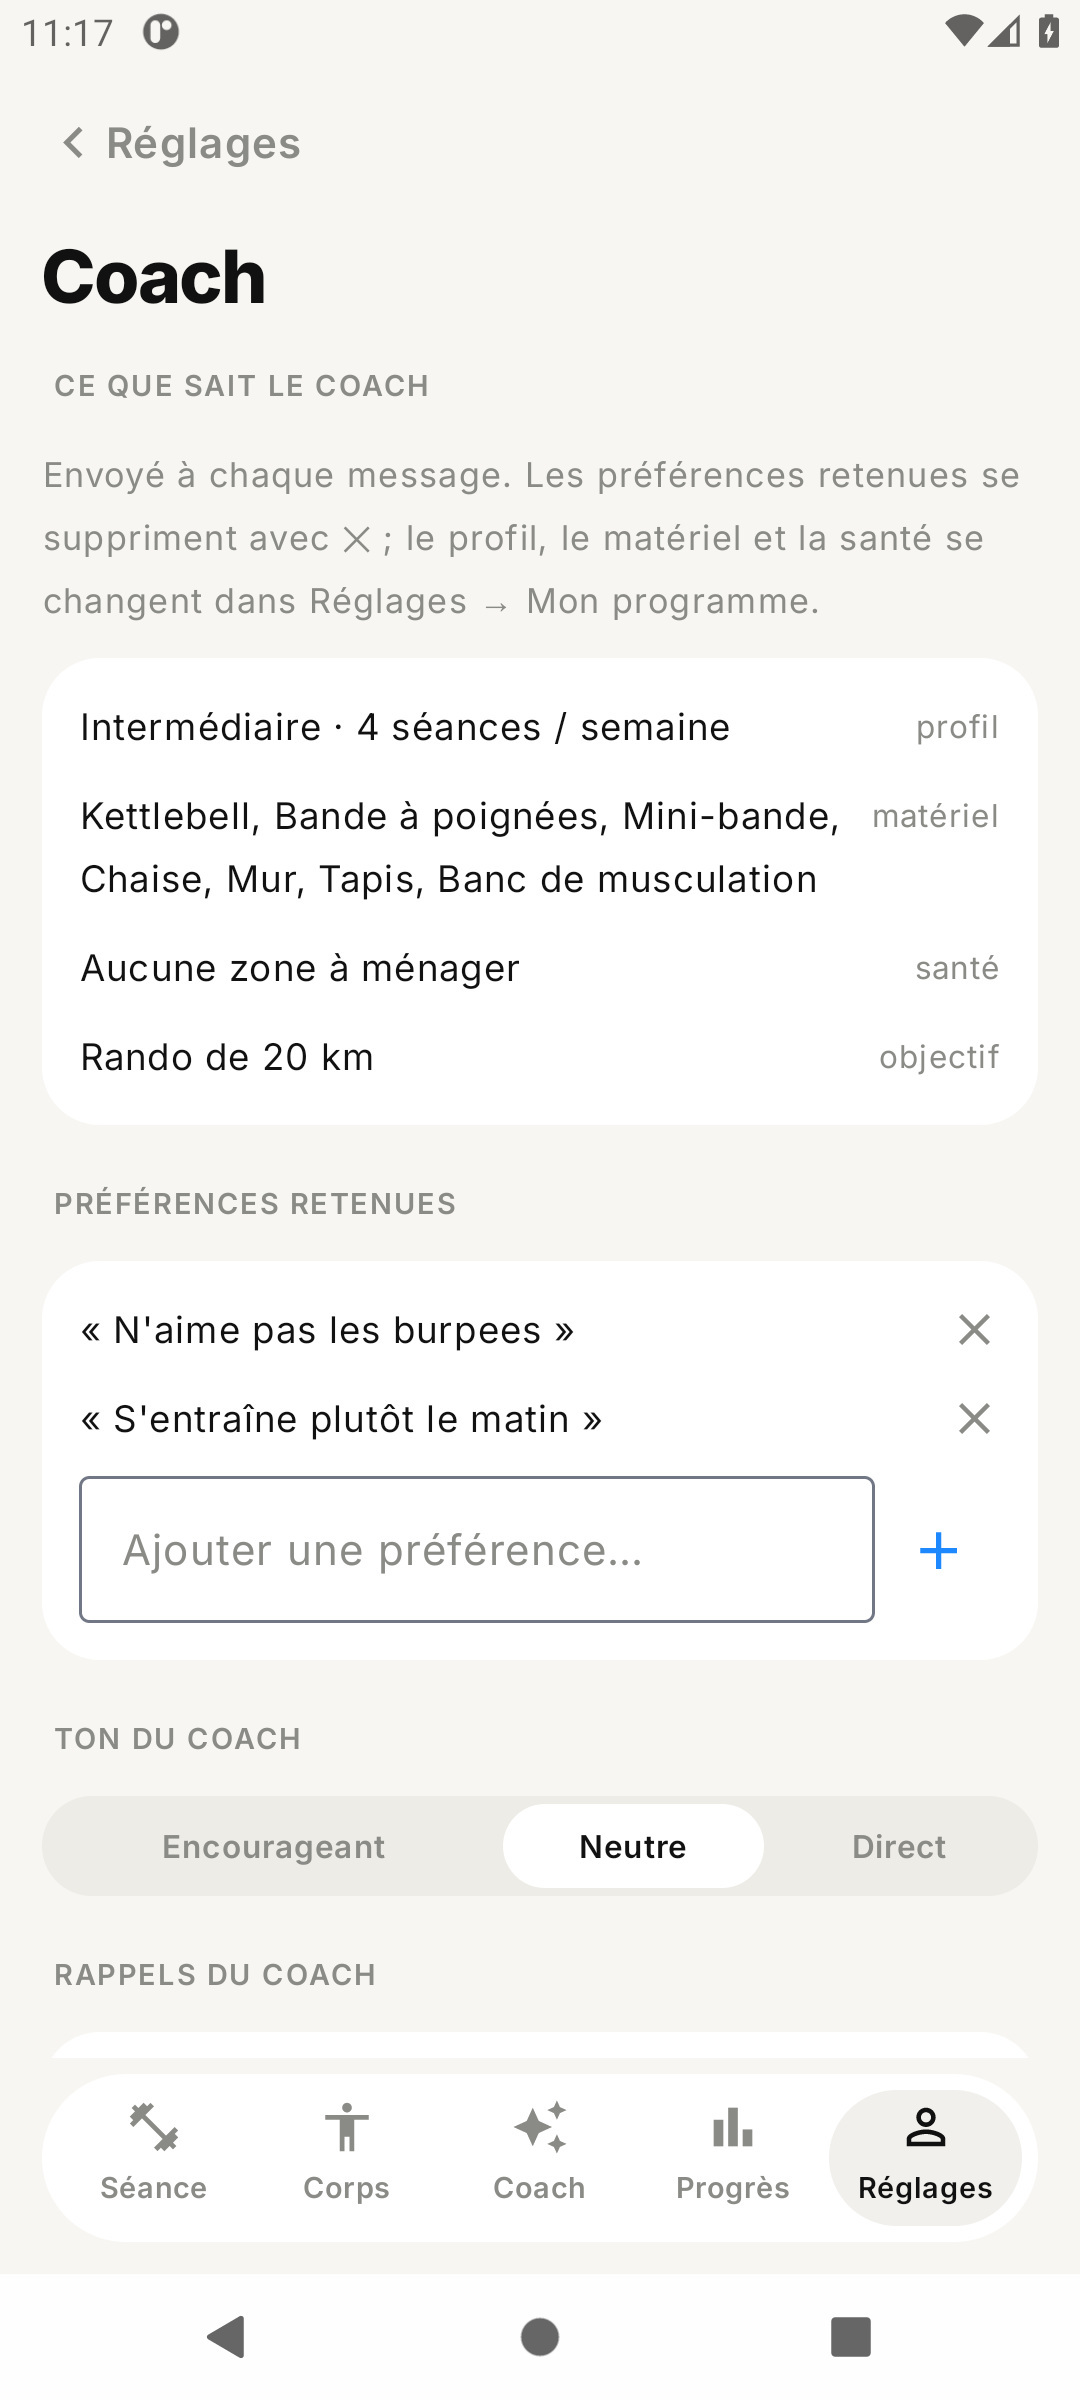 11:17
Réglages
Coach
CE QUE SAIT LE COACH
Envoyé à chaque message. Les préférences retenues se
suppriment avec ✕ ; le profil, le matériel et la santé se
changent dans Réglages → Mon programme.
Intermédiaire · 4 séances / semaine profil
Kettlebell, Bande à poignées, Mini-bande, matériel
Chaise, Mur, Tapis, Banc de musculation
Aucune zone à ménager santé
Rando de 20 km objectif
PRÉFÉRENCES RETENUES
« N'aime pas les burpees »
« S'entraîne plutôt le matin »
Ajouter une préférence...
TON DU COACH
Encourageant Neutre Direct
RAPPELS DU COACH
Séance Corps Coach Progrès Réglages